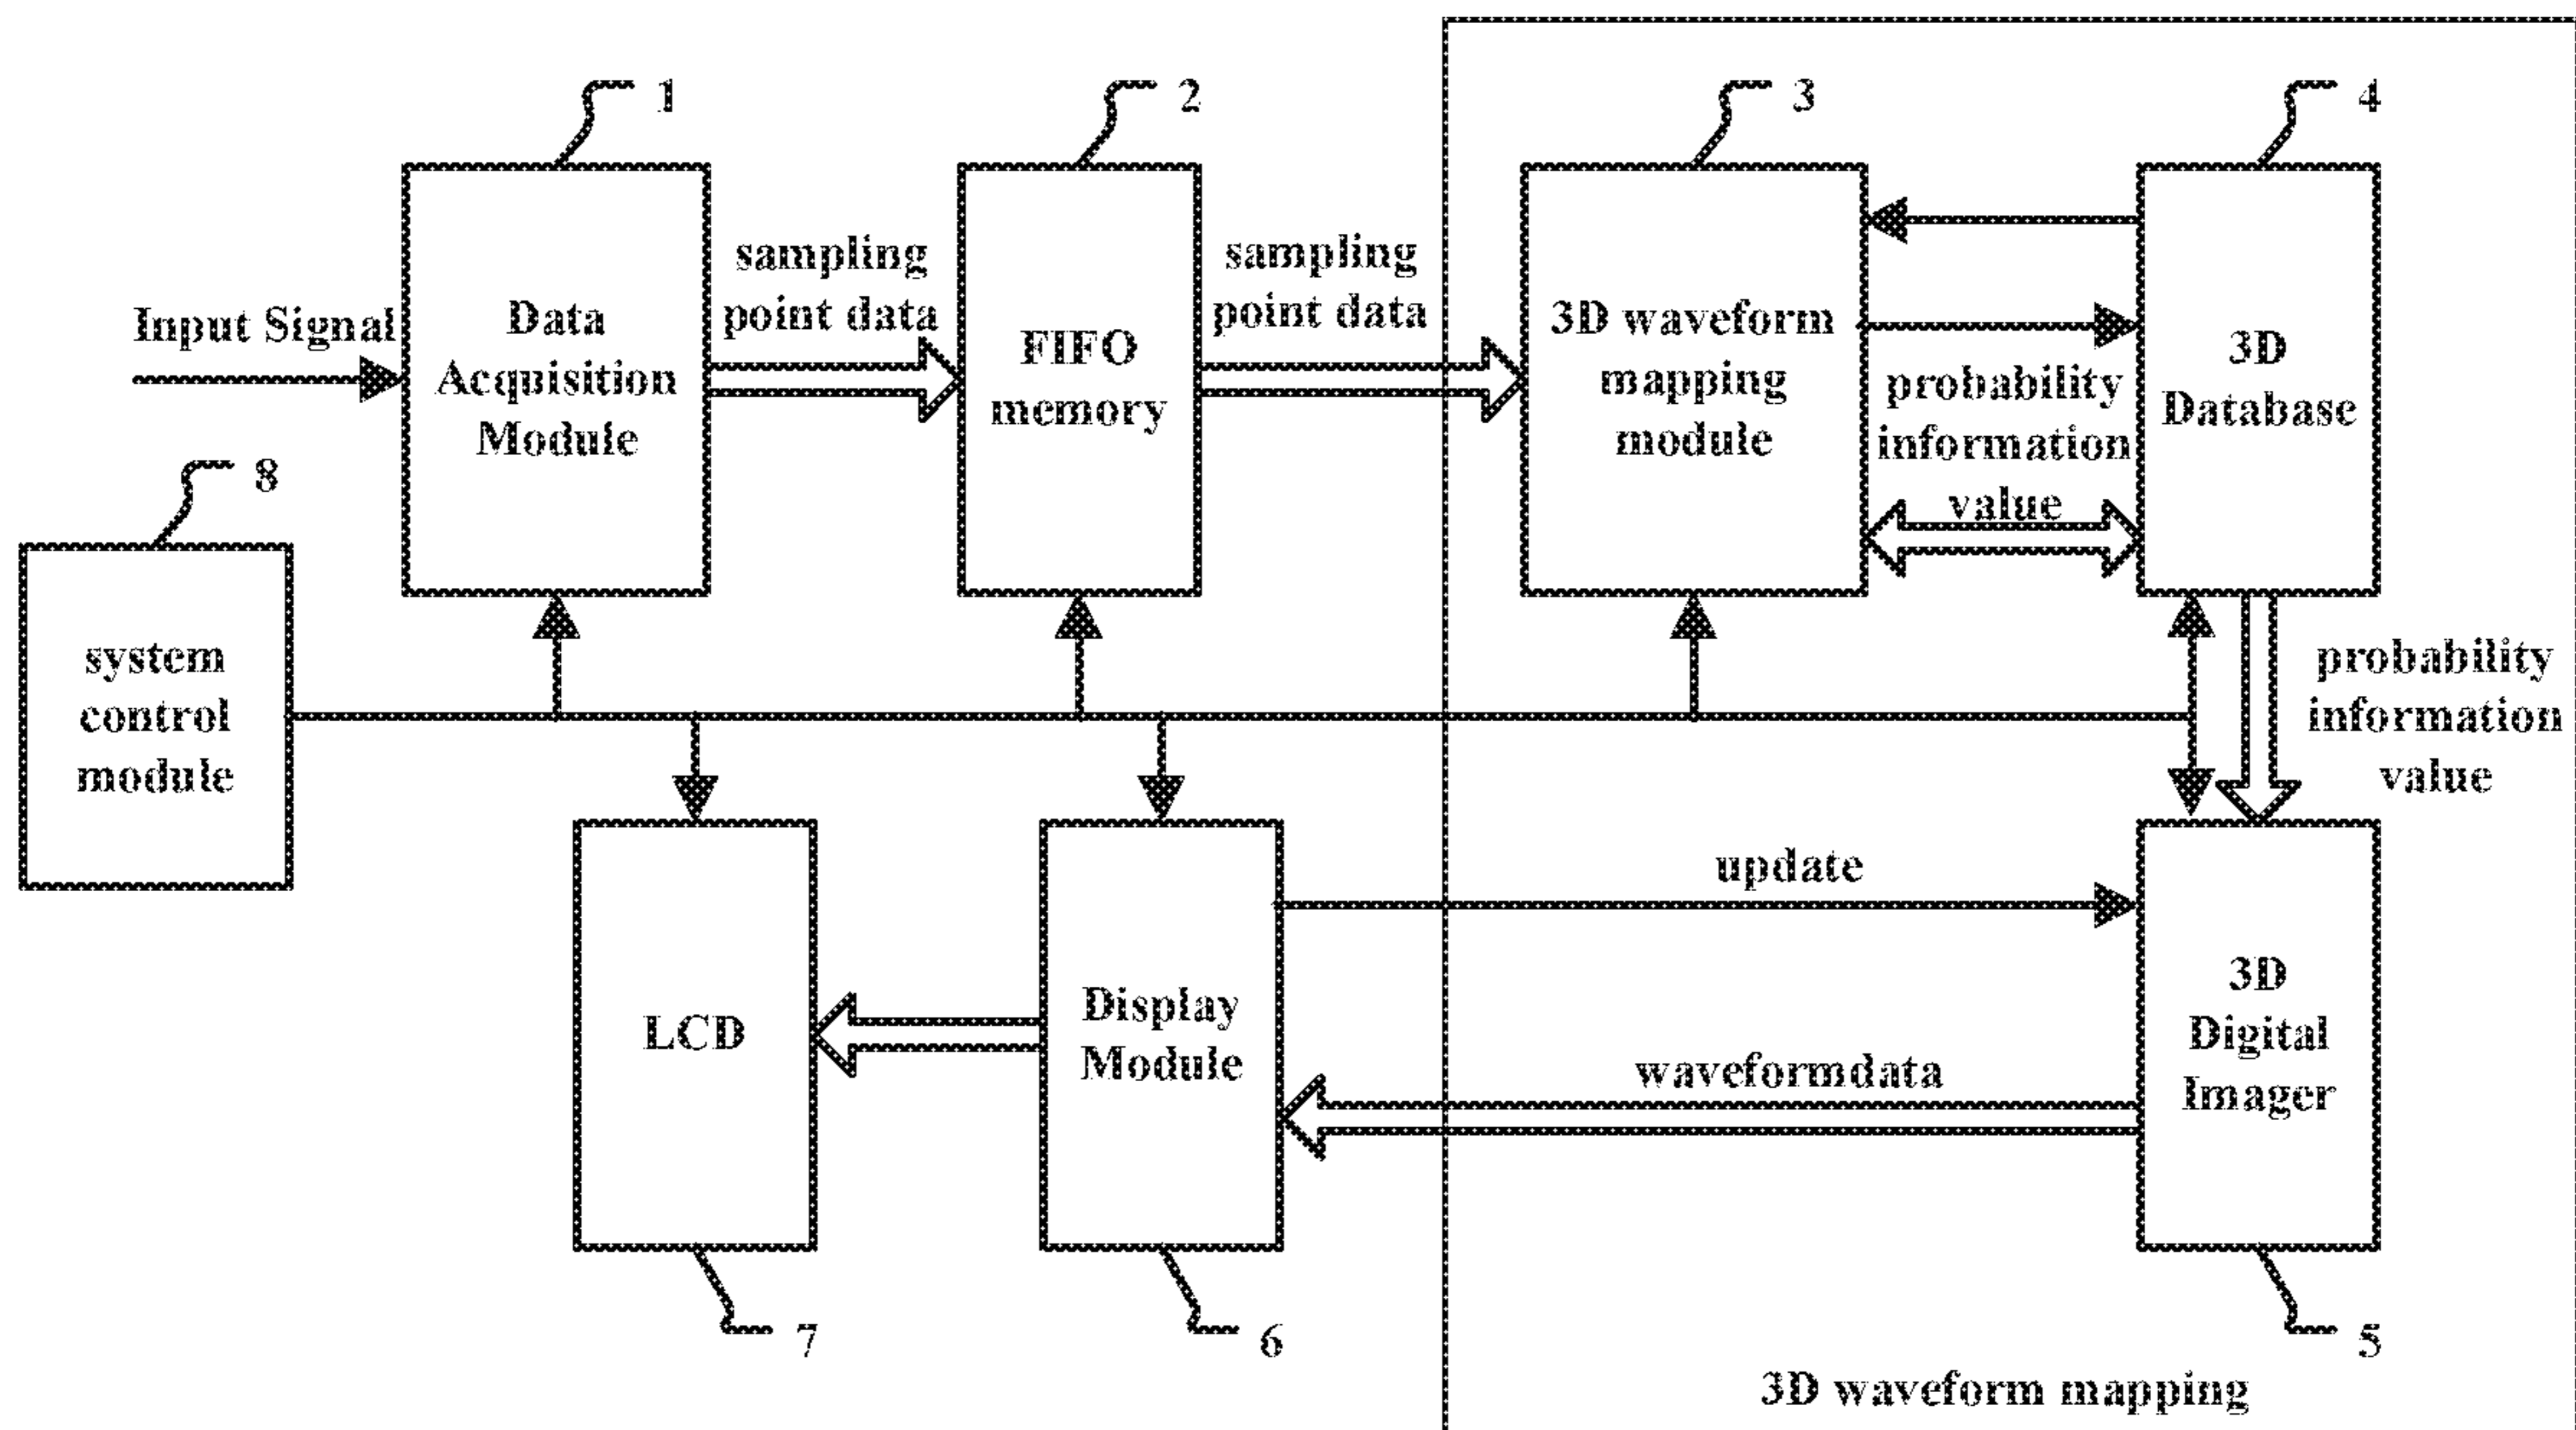 1
2
3
4
Input Signal
Data
Acquisition
Module
sampling
point data
FIFO
memory
sampling
point data
3D waveform
mapping
module
probability
information
value
3D
Database
8
system
control
module
probability
information
value
update
LCD
Display
Module
waveformdata
3D
Digital
Imager
7
6
5
3D waveform mapping